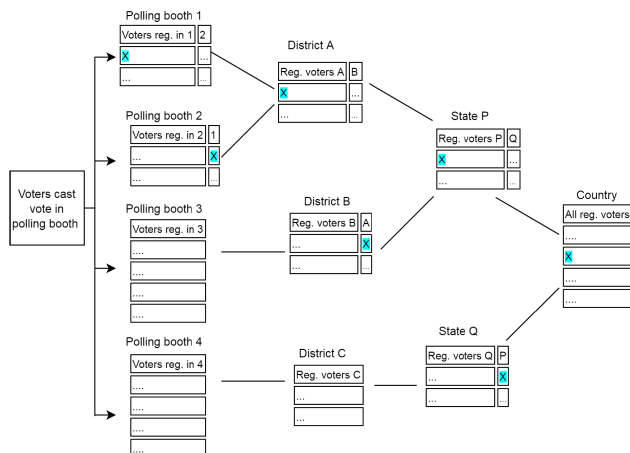 Polling booth 1
Voters reg. in 1 2
X ...
... ...
Polling booth 2
Voters reg. in 2 1
... X
... ...
Polling booth 3
Voters reg. in 3
....
....
....
....
Polling booth 4
Voters reg. in 4
....
....
....
....
Voters cast
vote in
polling booth
District A
Reg. voters A B
X ...
... ...
District B
Reg. voters B A
... X
... ...
District C
Reg. voters C
...
...
State P
Reg. voters P Q
X ...
... ...
State Q
Reg. voters Q P
... X
... ...
Country
All reg. voters
....
X
....
....